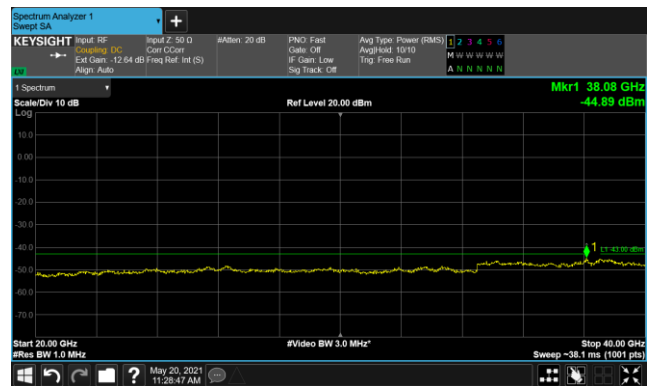 Spectrum Analyzer 1
Swept SA
+
KEYSIGHT
Input: RF
Coupling: DC
Ext Gain: -12.64 dB
Align: Auto
Input Z: 50 Ω
Corr CCorr
Freq Ref: Int (S)
#Atten: 20 dB
PNO: Fast
Gate: Off
IF Gain: Low
Sig Track: Off
Avg Type: Power (RMS)
Avg|Hold: 10/10
Trig: Free Run
1 2 3 4 5 6
M W W W W W
A N N N N N
1 Spectrum
Mkr1 38.08 GHz
-44.89 dBm
Scale/Div 10 dB
Ref Level 20.00 dBm
Log
10.0
0.00
-10.0
-20.0
-30.0
-40.0
-50.0
-60.0
-70.0
1
L1 -43.00 dBm
Start 20.00 GHz
#Res BW 1.0 MHz
#Video BW 3.0 MHz*
Stop 40.00 GHz
Sweep ~38.1 ms (1001 pts)
?
May 20, 2021
11:28:47 AM